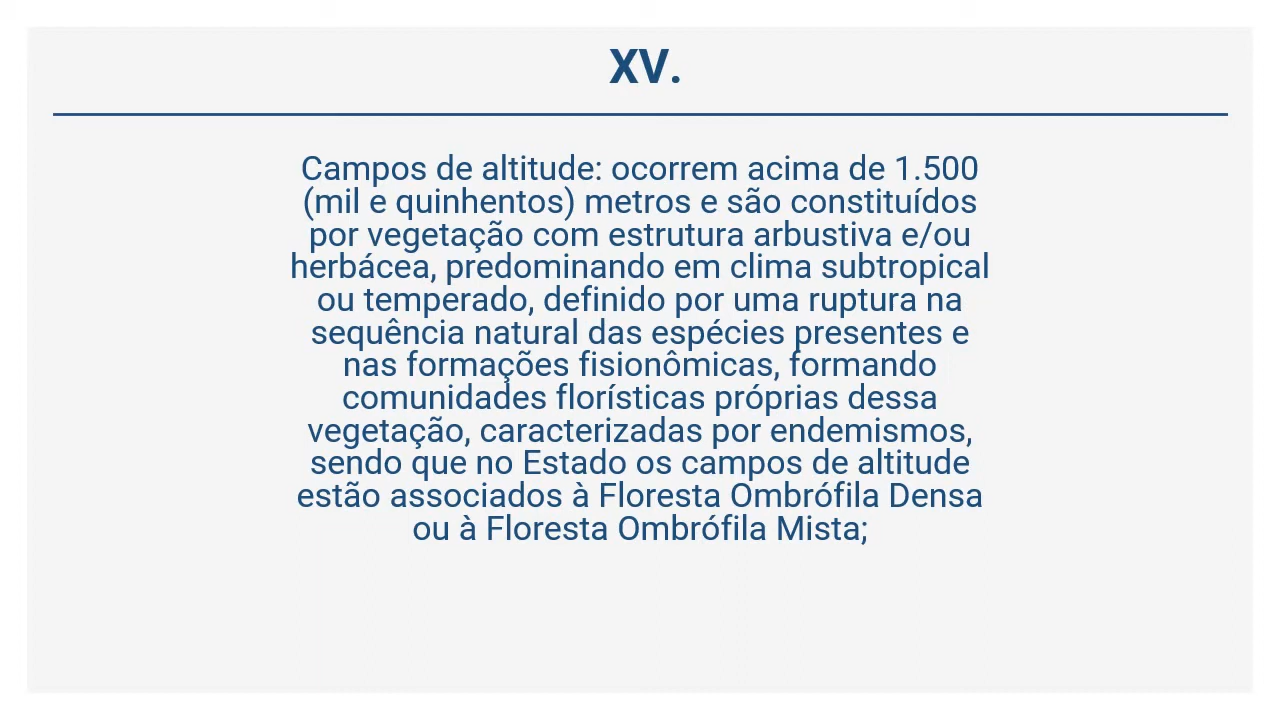 XV.
Campos de altitude: ocorrem acima de 1.500
(mil e quinhentos) metros e são constituídos
por vegetação com estrutura arbustiva e/ou
herbácea, predominando em clima subtropical
ou temperado, definido por uma ruptura na
sequência natural das espécies presentes e
nas formações fisionômicas, formando
comunidades florísticas próprias dessa
vegetação, caracterizadas por endemismos,
sendo que no Estado os campos de altitude
estão associados à Floresta Ombrófila Densa
ou à Floresta Ombrófila Mista;